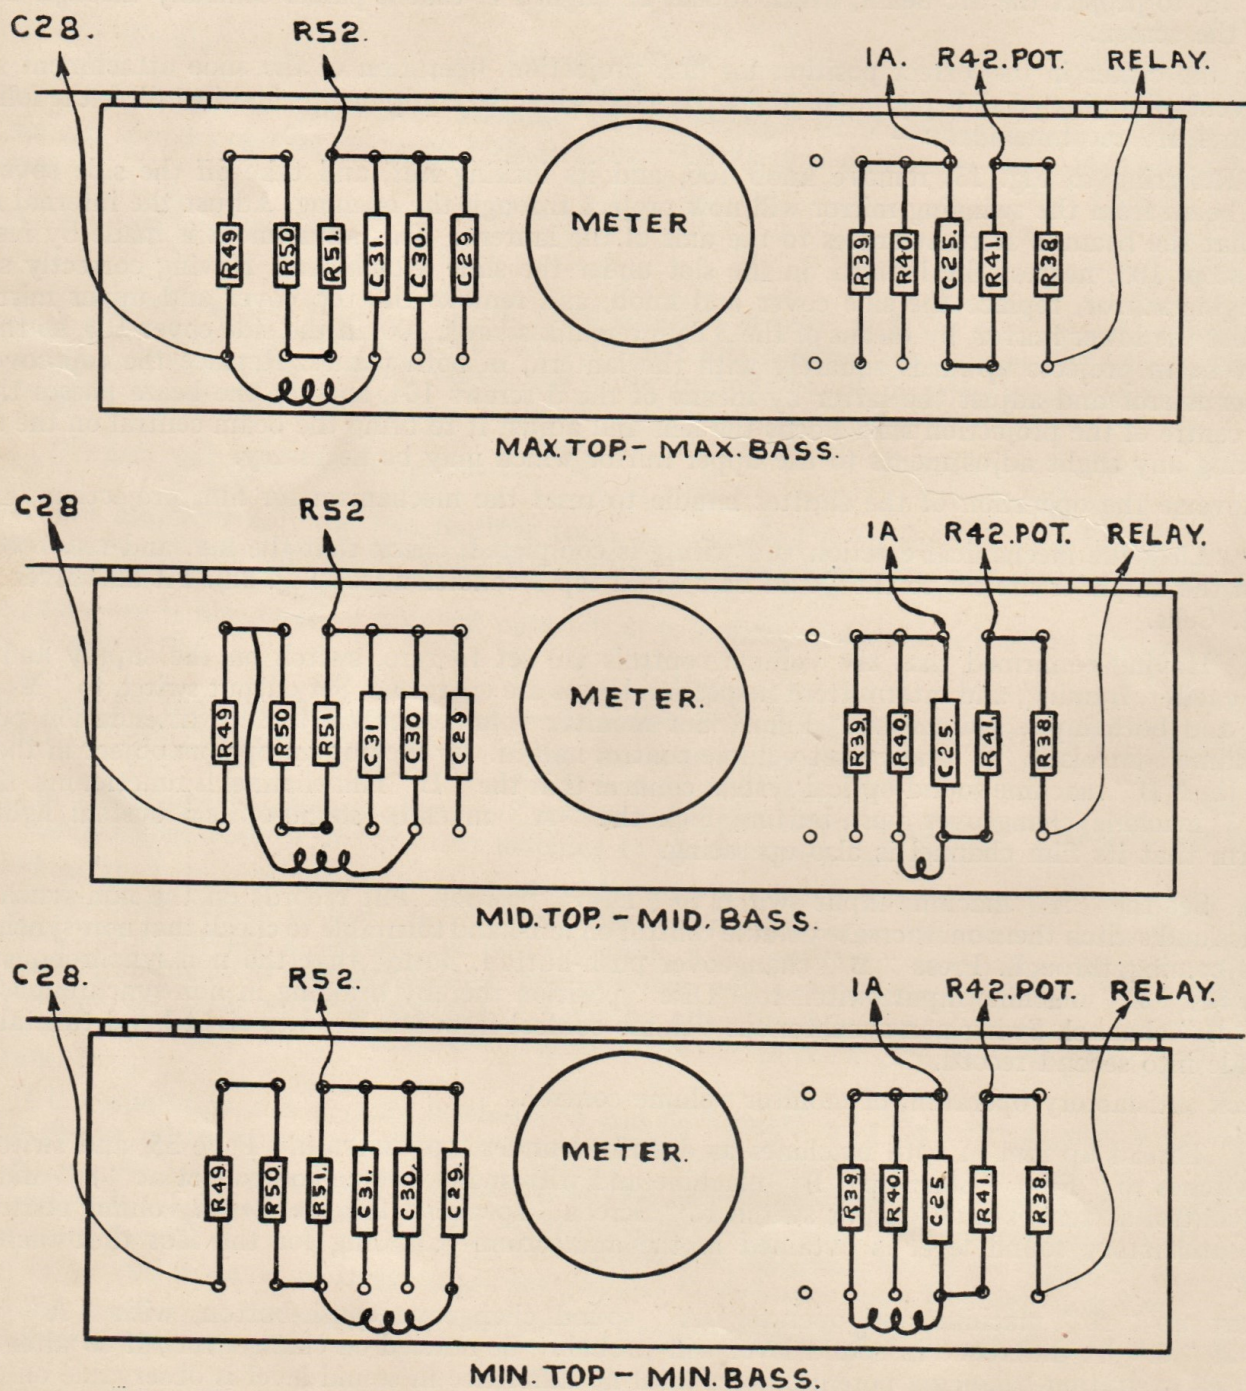 C28. R52. 1A. R42.POT. RELAY.
METER
R49 R50 R51. C31. C30. C29 R39 R40 C25. R41. R38
MAX.TOP.- MAX.BASS.
C28 R52 1A R42.POT. RELAY.
METER.
R49 R50 R51 C31 C30 C29 R39. R40. C25. R41. R38.
MID.TOP. - MID.BASS.
C28. R52. 1A R42.POT. RELAY.
METER.
R49 R50. R51. C31. C30. C29. R39 R40. C25. R41. R38.
MIN.TOP - MIN.BASS.